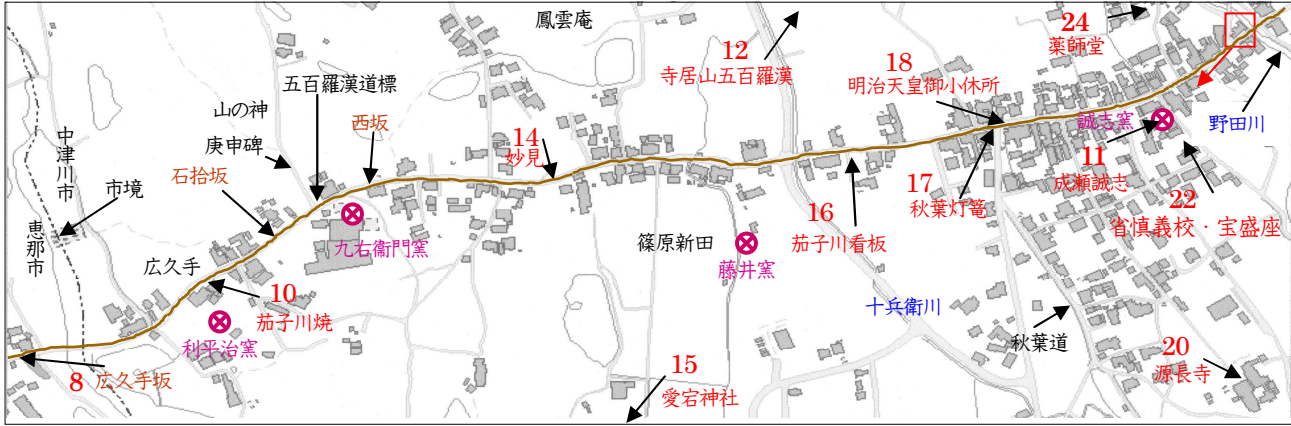 鳳雲庵
12
寺居山五百羅漢
24
薬師堂
18
明治天皇御小休所
誠志窯
野田川
11
成瀬誠志
22
省慎義校・宝盛座
五百羅漢道標
山の神
庚申碑
西坂
14
妙見
中津川市
市境
恵那市
石拾坂
九右衛門窯
広久手
10
茄子川焼
利平治窯
8 広久手坂
篠原新田
藤井窯
16
茄子川看板
17
秋葉灯篭
十兵衛川
秋葉道
15
愛宕神社
20
源長寺